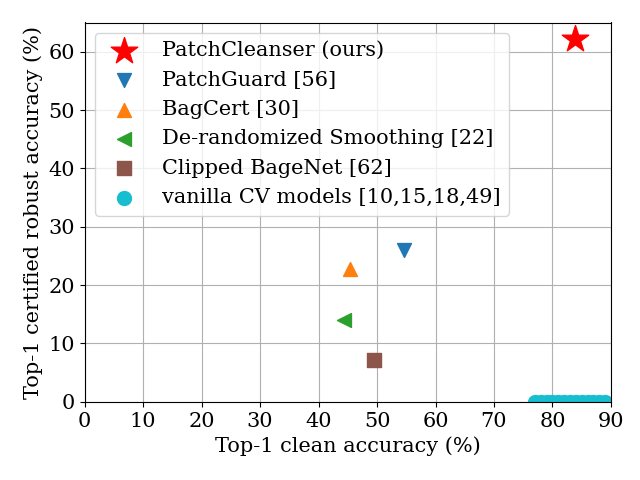 PatchCleanser (ours)
PatchGuard [56]
BagCert [30]
De-randomized Smoothing [22]
Clipped BageNet [62]
vanilla CV models [10,15,18,49]
Top-1 certified robust accuracy (%)
60
50
40
30
20
10
0
0 10 20 30 40 50 60 70 80 90
Top-1 clean accuracy (%)